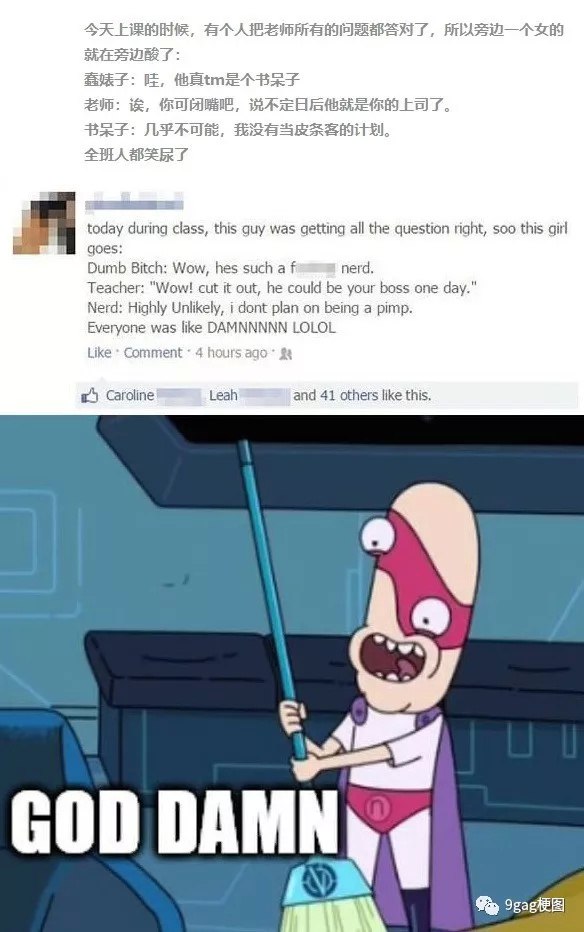 今天上课的时候，有个人把老师所有的问题都答对了，所以旁边一个女的
就在旁边酸了：
蠢婊子：哇，他真tm是个书呆子
老师：诶，你可闭嘴吧，说不定日后他就是你的上司了。
书呆子：几乎不可能，我没有当皮条客的计划。
全班人都笑尿了
today during class, this guy was getting all the question right, soo this girl
goes:
Dumb Bitch: Wow, hes such a f nerd.
Teacher: "Wow! cut it out, he could be your boss one day."
Nerd: Highly Unlikely, i dont plan on being a pimp.
Everyone was like DAMNNNNN LOLOL
Like · Comment · 4 hours ago ·
Caroline Leah and 41 others like this.
GOD DAMN
n
9gag梗图